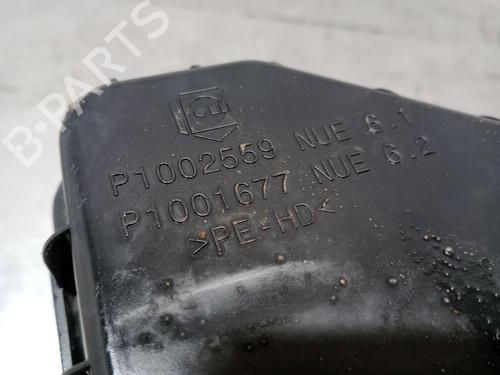 B-PARTS
P1002559 NUE 6.1
P1001677 NUE 6.2
>PE-HD<